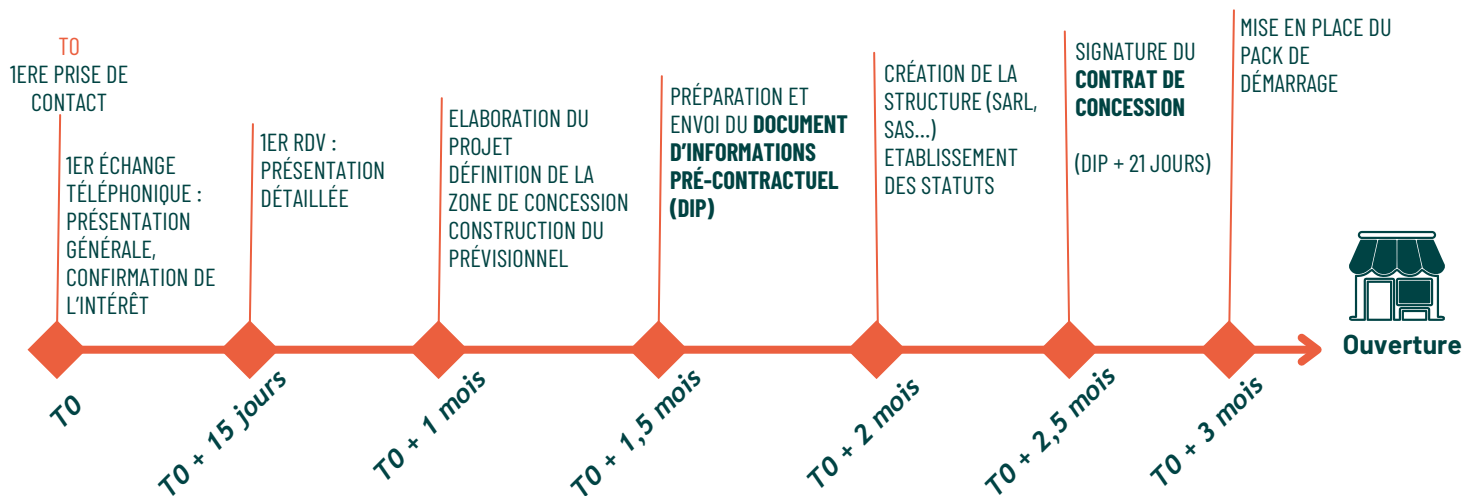 TO
1ERE PRISE DE
CONTACT
1ER ÉCHANGE
TÉLÉPHONIQUE :
PRÉSENTATION
GÉNÉRALE,
CONFIRMATION DE
L'INTÉRÊT
1ER RDV :
PRÉSENTATION
DÉTAILLÉE
ELABORATION DU
PROJET
DÉFINITION DE LA
ZONE DE CONCESSION
CONSTRUCTION DU
PRÉVISIONNEL
PRÉPARATION ET
ENVOI DU DOCUMENT
D'INFORMATIONS
PRÉ-CONTRACTUEL
(DIP)
CRÉATION DE LA
STRUCTURE (SARL,
SAS...)
ETABLISSEMENT
DES STATUTS
SIGNATURE DU
CONTRAT DE
CONCESSION
(DIP + 21 JOURS)
MISE EN PLACE DU
PACK DE
DÉMARRAGE
Ouverture
T0
T0 + 15 jours
T0 + 1 mois
T0 + 1,5 mois
T0 + 2 mois
T0 + 2,5 mois
T0 + 3 mois